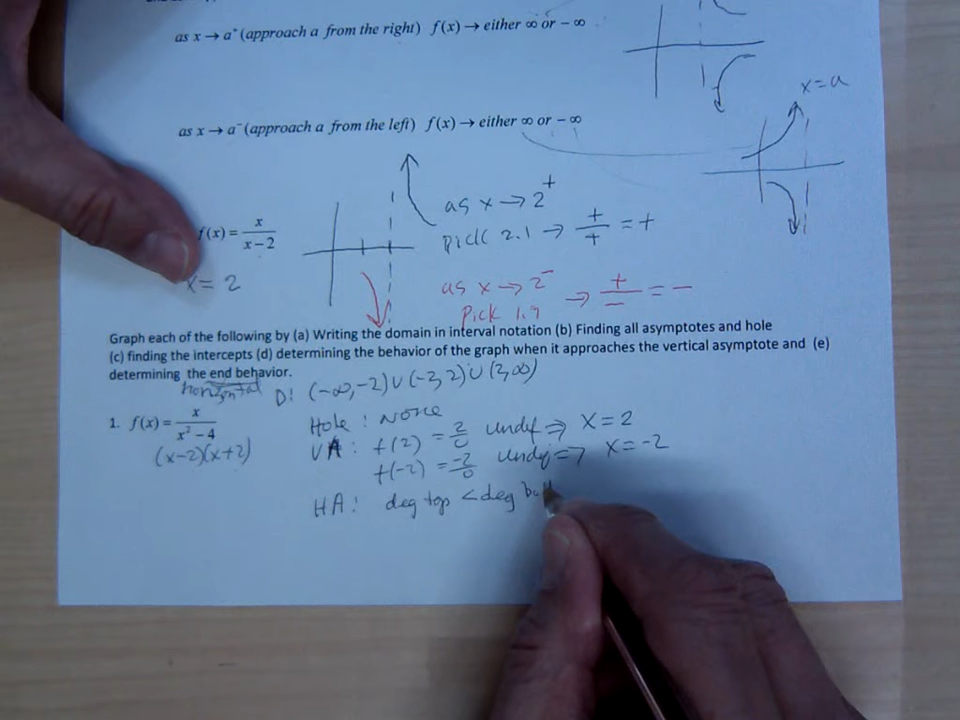 as x → a⁺ (approach a from the right) f(x) → either ∞ or − ∞
x=a
as x → a⁻ (approach a from the left) f(x) → either ∞ or − ∞
as x → 2⁺
f(x) = x / (x−2)
pick 2.1 → +/+ = +
x = 2
as x → 2⁻
pick 1.9 → +/− = −
Graph each of the following by (a) Writing the domain in interval notation (b) Finding all asymptotes and hole
(c) finding the intercepts (d) determining the behavior of the graph when it approaches the vertical asymptote and (e)
determining the end behavior.
horizontal
D: (-∞,-2)∪(-2,2)∪(2,∞)
1. f(x) = x / (x² − 4)
(x-2)(x+2)
Hole: NONE
VA: f(2) = 2/0 undf ⇒ x = 2
f(-2) = -2/0 undf ⇒ x = -2
HA: deg top < deg